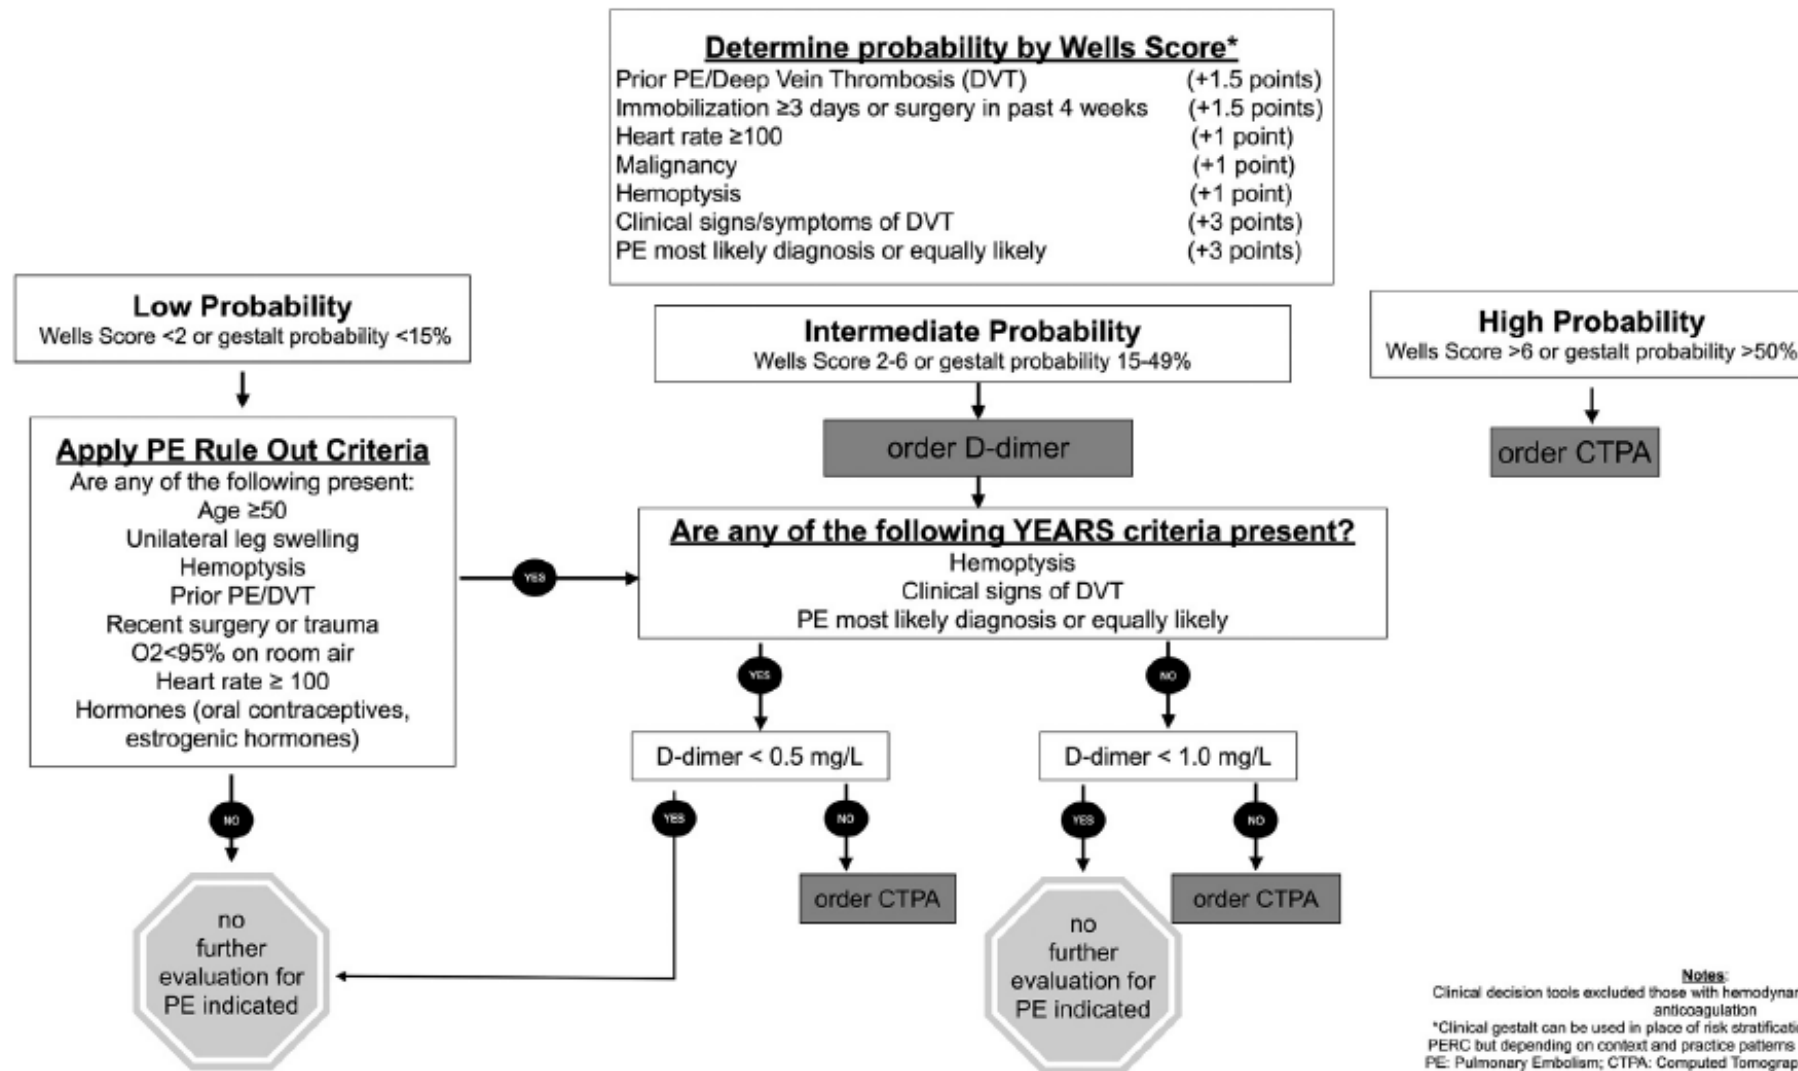 Determine probability by Wells Score*
Prior PE/Deep Vein Thrombosis (DVT) (+1.5 points)
Immobilization ≥3 days or surgery in past 4 weeks (+1.5 points)
Heart rate ≥100 (+1 point)
Malignancy (+1 point)
Hemoptysis (+1 point)
Clinical signs/symptoms of DVT (+3 points)
PE most likely diagnosis or equally likely (+3 points)
Low Probability
Wells Score <2 or gestalt probability <15%
Intermediate Probability
Wells Score 2-6 or gestalt probability 15-49%
High Probability
Wells Score >6 or gestalt probability >50%
Apply PE Rule Out Criteria
Are any of the following present:
Age ≥50
Unilateral leg swelling
Hemoptysis
Prior PE/DVT
Recent surgery or trauma
O2<95% on room air
Heart rate ≥ 100
Hormones (oral contraceptives,
estrogenic hormones)
order D-dimer
order CTPA
YES
Are any of the following YEARS criteria present?
Hemoptysis
Clinical signs of DVT
PE most likely diagnosis or equally likely
YES
NO
D-dimer < 0.5 mg/L
D-dimer < 1.0 mg/L
NO
YES
NO
YES
NO
order CTPA
order CTPA
no
further
evaluation for
PE indicated
no
further
evaluation for
PE indicated
Notes:
Clinical decision tools excluded those with
anticoagulation
*Clinical gestalt can be used in place of risk
PERC but depending on context and practice patterns
PE: Pulmonary Embolism; CTPA: Computed